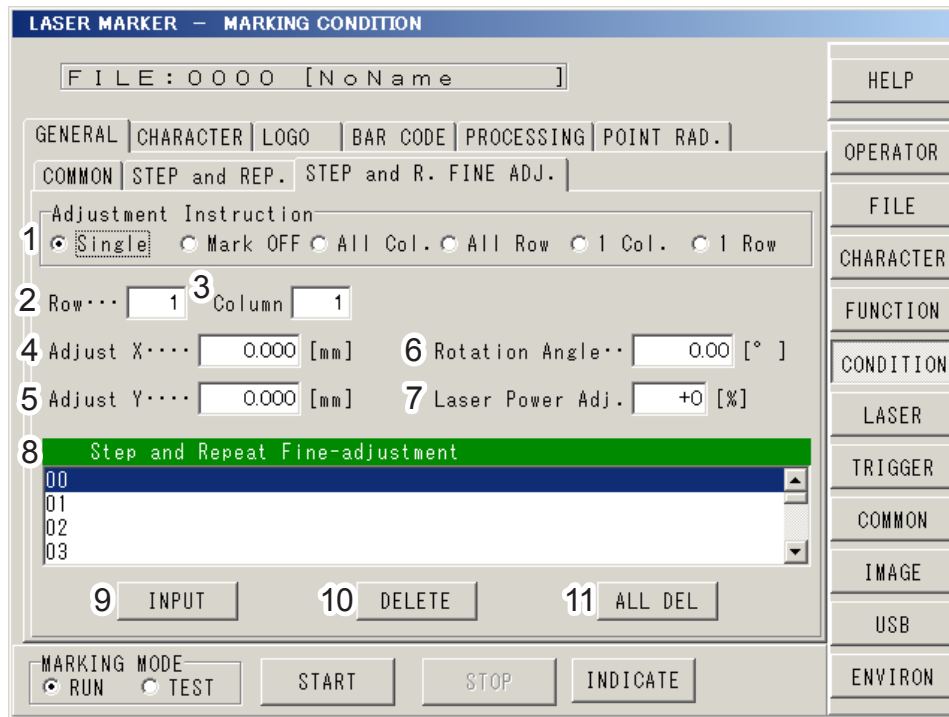 LASER MARKER － MARKING CONDITION
FILE:0000 [NoName ]
HELP
GENERAL CHARACTER LOGO BAR CODE PROCESSING POINT RAD.
OPERATOR
COMMON STEP and REP. STEP and R. FINE ADJ.
FILE
Adjustment Instruction
1 Single Mark OFF All Col. All Row 1 Col. 1 Row
CHARACTER
2 Row･･･ 1 3 Column 1
FUNCTION
4 Adjust X････ 0.000 [mm] 6 Rotation Angle･･ 0.00 [° ]
CONDITION
5 Adjust Y････ 0.000 [mm] 7 Laser Power Adj. +0 [%]
LASER
8 Step and Repeat Fine-adjustment
TRIGGER
00
01
02
03
COMMON
IMAGE
9 INPUT 10 DELETE 11 ALL DEL
USB
MARKING MODE
RUN TEST START STOP INDICATE
ENVIRON